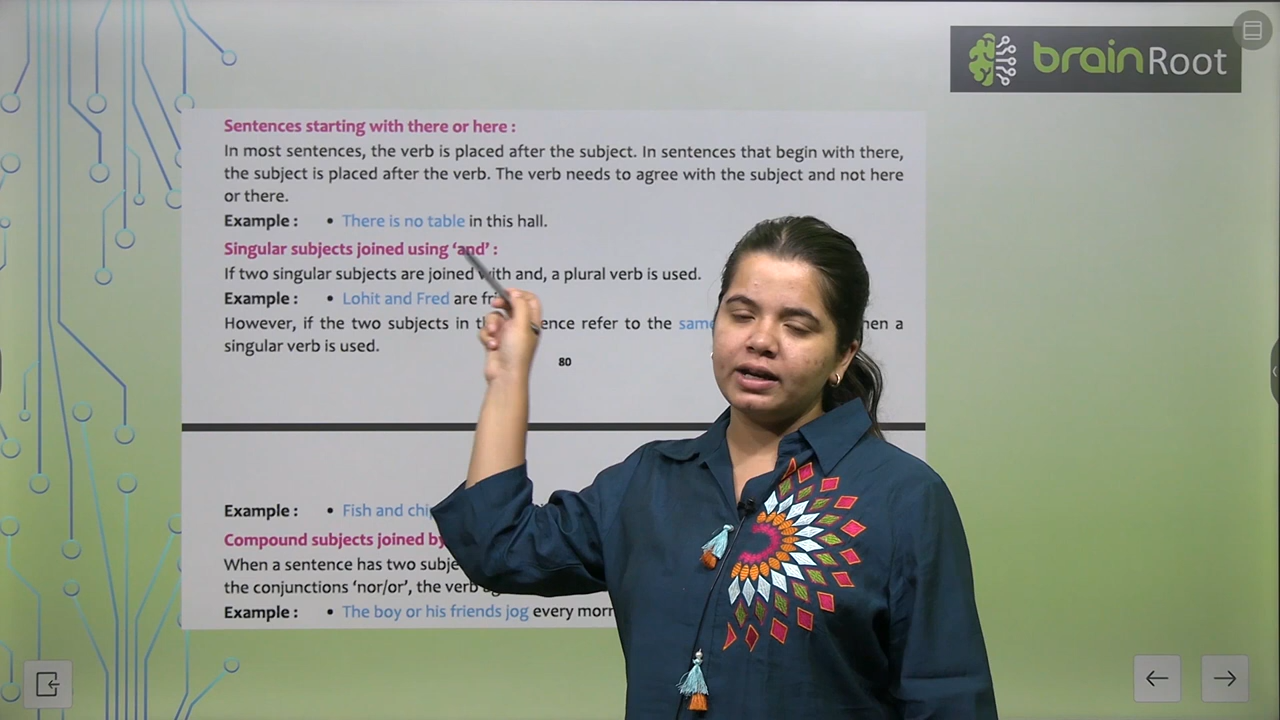 brainRoot
Sentences starting with there or here :
In most sentences, the verb is placed after the subject. In sentences that begin with there,
the subject is placed after the verb. The verb needs to agree with the subject and not here
or there.
Example : • There is no table in this hall.
Singular subjects joined using ‘and’ :
If two singular subjects are joined with and, a plural verb is used.
Example : • Lohit and Fred are
However, if the two subjects in refer to the same a
singular verb is used.
80
Example : • Fish and
Compound subjects joined by
When a sentence has two
the conjunctions ‘nor/or’, the verb
Example : • The boy or his friends jog every